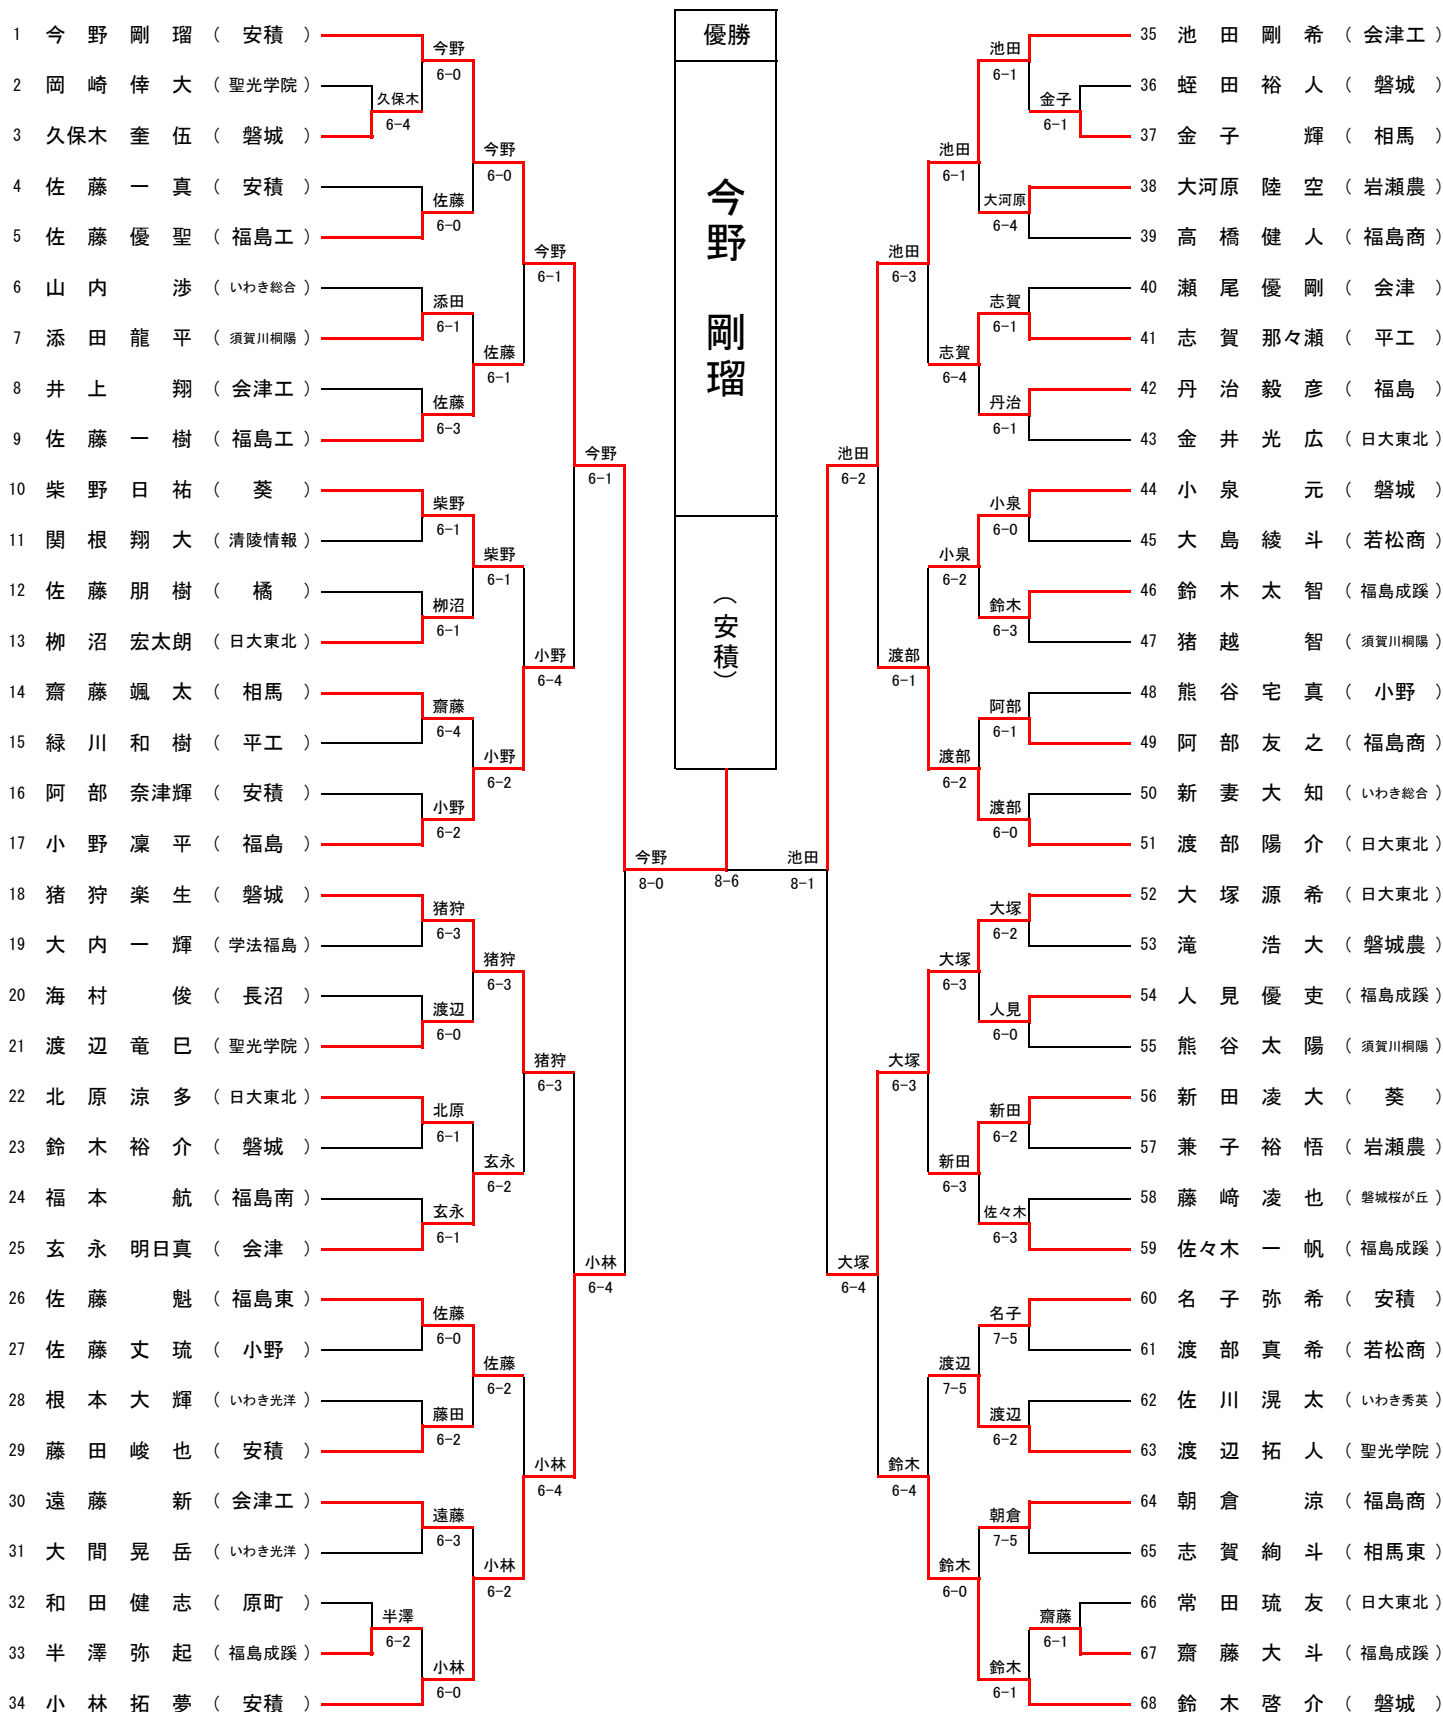 優勝
今野 剛瑠
（安積）
1 今野剛瑠（安積）
2 岡崎倖大（聖光学院）
3 久保木奎伍（磐城）
4 佐藤一真（安積）
5 佐藤優聖（福島工）
6 山内渉（いわき総合）
7 添田龍平（須賀川桐陽）
8 井上翔（会津工）
9 佐藤一樹（福島工）
10 柴野日祐（葵）
11 関根翔大（清陵情報）
12 佐藤朋樹（橘）
13 栁沼宏太朗（日大東北）
14 齋藤颯太（相馬）
15 緑川和樹（平工）
16 阿部奈津輝（安積）
17 小野凜平（福島）
18 猪狩楽生（磐城）
19 大内一輝（学法福島）
20 海村俊（長沼）
21 渡辺竜巳（聖光学院）
22 北原涼多（日大東北）
23 鈴木裕介（磐城）
24 福本航（福島南）
25 玄永明日真（会津）
26 佐藤魁（福島東）
27 佐藤丈琉（小野）
28 根本大輝（いわき光洋）
29 藤田峻也（安積）
30 遠藤新（会津工）
31 大間晃岳（いわき光洋）
32 和田健志（原町）
33 半澤弥起（福島成蹊）
34 小林拓夢（安積）
今野
6-0
久保木
6-4
今野
6-0
佐藤
6-0
今野
6-1
添田
6-1
佐藤
6-1
佐藤
6-3
今野
6-1
柴野
6-1
柴野
6-1
栁沼
6-1
小野
6-4
齋藤
6-4
小野
6-2
小野
6-2
今野
8-0
8-6
猪狩
6-3
猪狩
6-3
渡辺
6-0
猪狩
6-3
北原
6-1
玄永
6-2
玄永
6-1
小林
6-4
佐藤
6-0
佐藤
6-2
藤田
6-2
小林
6-4
遠藤
6-3
小林
6-2
半澤
6-2
小林
6-0
35 池田剛希（会津工）
36 蛭田裕人（磐城）
37 金子輝（相馬）
38 大河原陸空（岩瀬農）
39 高橋健人（福島商）
40 瀬尾優剛（会津）
41 志賀那々瀬（平工）
42 丹治毅彦（福島）
43 金井光広（日大東北）
44 小泉元（磐城）
45 大島綾斗（若松商）
46 鈴木太智（福島成蹊）
47 猪越智（須賀川桐陽）
48 熊谷宅真（小野）
49 阿部友之（福島商）
50 新妻大知（いわき総合）
51 渡部陽介（日大東北）
52 大塚源希（日大東北）
53 滝浩大（磐城農）
54 人見優吏（福島成蹊）
55 熊谷太陽（須賀川桐陽）
56 新田凌大（葵）
57 兼子裕悟（岩瀬農）
58 藤﨑凌也（磐城桜が丘）
59 佐々木一帆（福島成蹊）
60 名子弥希（安積）
61 渡部真希（若松商）
62 佐川滉太（いわき秀英）
63 渡辺拓人（聖光学院）
64 朝倉涼（福島商）
65 志賀絢斗（相馬東）
66 常田琉友（日大東北）
67 齋藤大斗（福島成蹊）
68 鈴木啓介（磐城）
池田
6-1
金子
6-1
池田
6-1
大河原
6-4
池田
6-3
志賀
6-1
志賀
6-4
丹治
6-1
池田
6-2
小泉
6-0
小泉
6-2
鈴木
6-3
渡部
6-1
阿部
6-1
渡部
6-2
渡部
6-0
池田
8-1
大塚
6-2
大塚
6-3
人見
6-0
大塚
6-3
新田
6-2
新田
6-3
佐々木
6-3
大塚
6-4
名子
7-5
渡辺
7-5
渡辺
6-2
鈴木
6-4
朝倉
7-5
鈴木
6-0
齋藤
6-1
鈴木
6-1